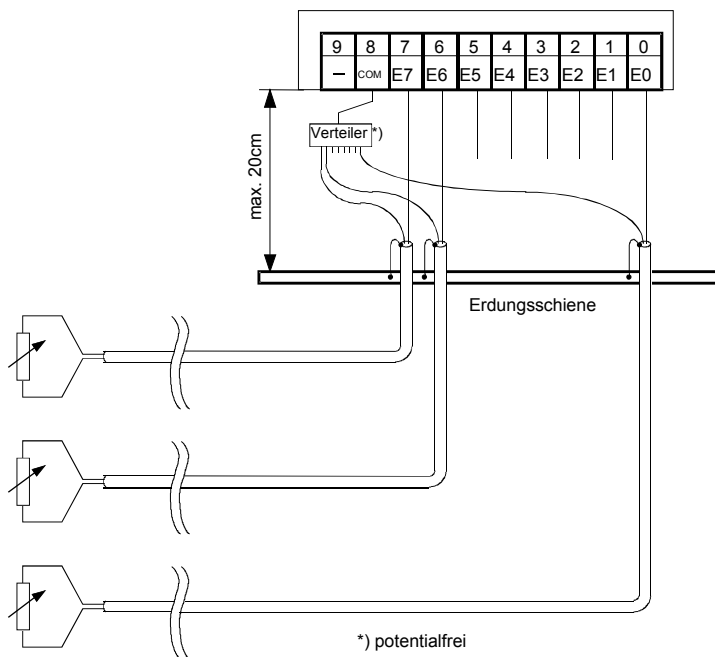 9 8 7 6 5 4 3 2 1 0
– COM E7 E6 E5 E4 E3 E2 E1 E0
Verteiler *)
max. 20cm
Erdungsschiene
*) potentialfrei